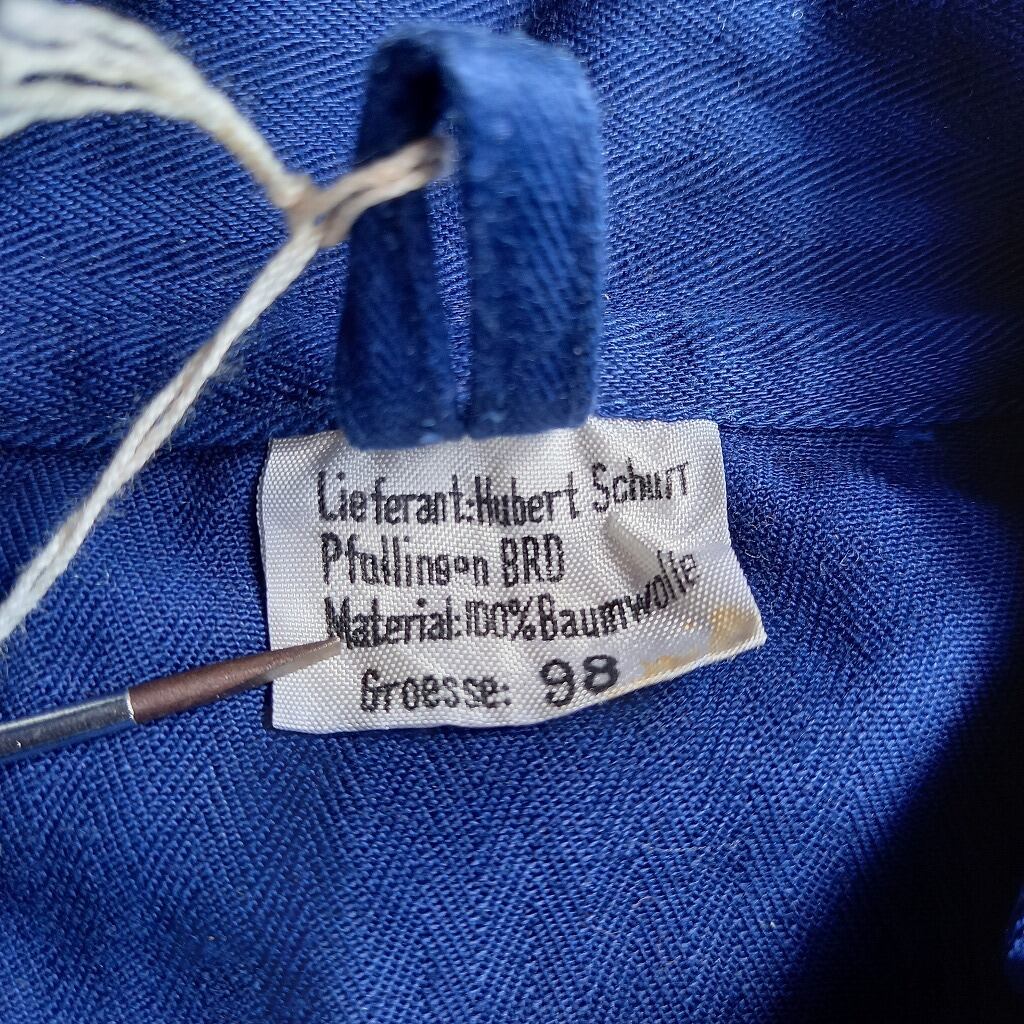 Lieferant:Hubert Schurr
Pfullingen BRD
Material:100%Baumwolle
Groesse: 98